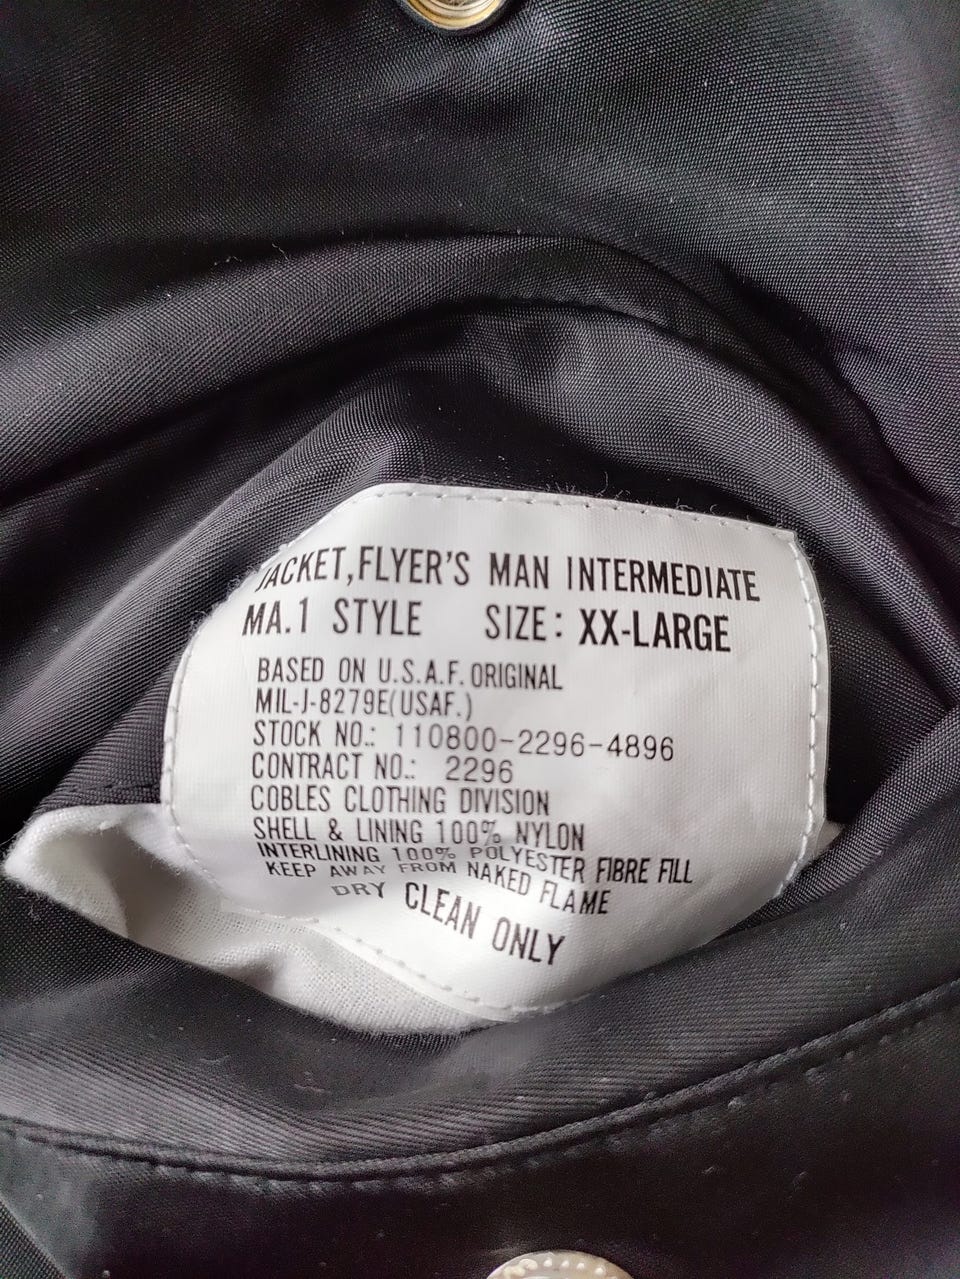 JACKET,FLYER'S MAN INTERMEDIATE
MA.1 STYLE SIZE: XX-LARGE
BASED ON U.S.A.F. ORIGINAL
MIL-J-8279E(USAF.)
STOCK NO.: 110800-2296-4896
CONTRACT NO.: 2296
COBLES CLOTHING DIVISION
SHELL & LINING 100% NYLON
INTERLINING 100% POLYESTER FIBRE FILL
KEEP AWAY FROM NAKED FLAME
DRY CLEAN ONLY